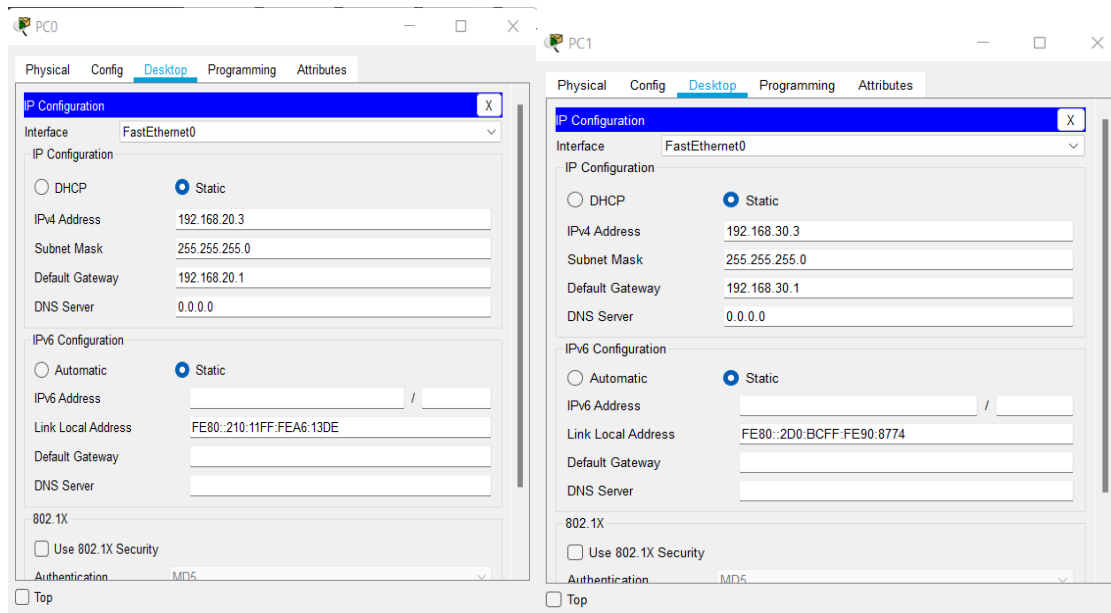 PC0
Physical Config Desktop Programming Attributes
IP Configuration X
Interface FastEthernet0
IP Configuration
DHCP Static
IPv4 Address 192.168.20.3
Subnet Mask 255.255.255.0
Default Gateway 192.168.20.1
DNS Server 0.0.0.0
IPv6 Configuration
Automatic Static
IPv6 Address /
Link Local Address FE80::210:11FF:FEA6:13DE
Default Gateway
DNS Server
802.1X
Use 802.1X Security
Authentication MD5
Top
PC1
Physical Config Desktop Programming Attributes
IP Configuration X
Interface FastEthernet0
IP Configuration
DHCP Static
IPv4 Address 192.168.30.3
Subnet Mask 255.255.255.0
Default Gateway 192.168.30.1
DNS Server 0.0.0.0
IPv6 Configuration
Automatic Static
IPv6 Address /
Link Local Address FE80::2D0:BCFF:FE90:8774
Default Gateway
DNS Server
802.1X
Use 802.1X Security
Authentication MD5
Top